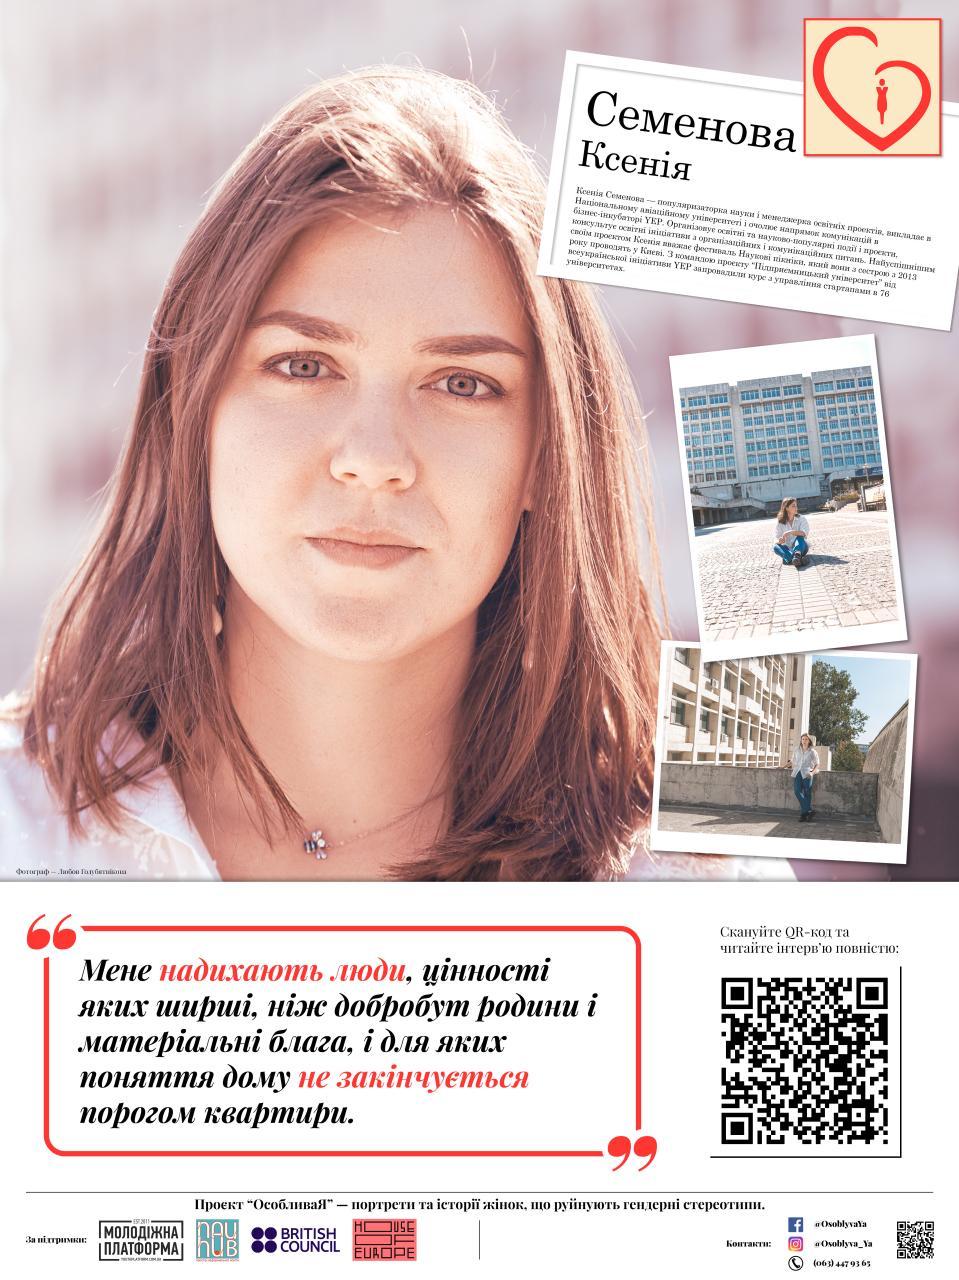 Семенова
Ксенія
Ксенія Семенова — популяризаторка науки і менеджерка освітніх проектів, викладає в
Національному авіаційному університеті і очолює напрямок комунікацій в
бізнес-інкубаторі YEP. Організовує освітні та науково-популярні події і проекти,
консультує освітні ініціативи з організаційних і комунікаційних питань. Найуспішнішим
своїм проектом Ксенія вважає фестиваль Наукові пікніки, який вони з сестрою з 2013
року проводять у Києві. З командою проекту “Підприємницький університет” від
всеукраїнської ініціативи YEP запровадили курс з управління стартапами в 76
університетах.
Фотограф — Любов Голубятнікова
“
Мене надихають люди, цінності
яких ширші, ніж добробут родини і
матеріальні блага, і для яких
поняття дому не закінчується
порогом квартири.
”
Скануйте QR-код та
читайте інтерв’ю повністю:
Проєкт “ОсобливаЯ” — портрети та історії жінок, що руйнують гендерні стереотипи.
За підтримки:
EST.2011
МОЛОДІЖНА
ПЛАТФОРМА
NAU
HUB
BRITISH
COUNCIL
HOUSE
OF
EUROPE
Контакти:
@OsoblyvaYa
@Osoblyva_Ya
(063) 447 93 65